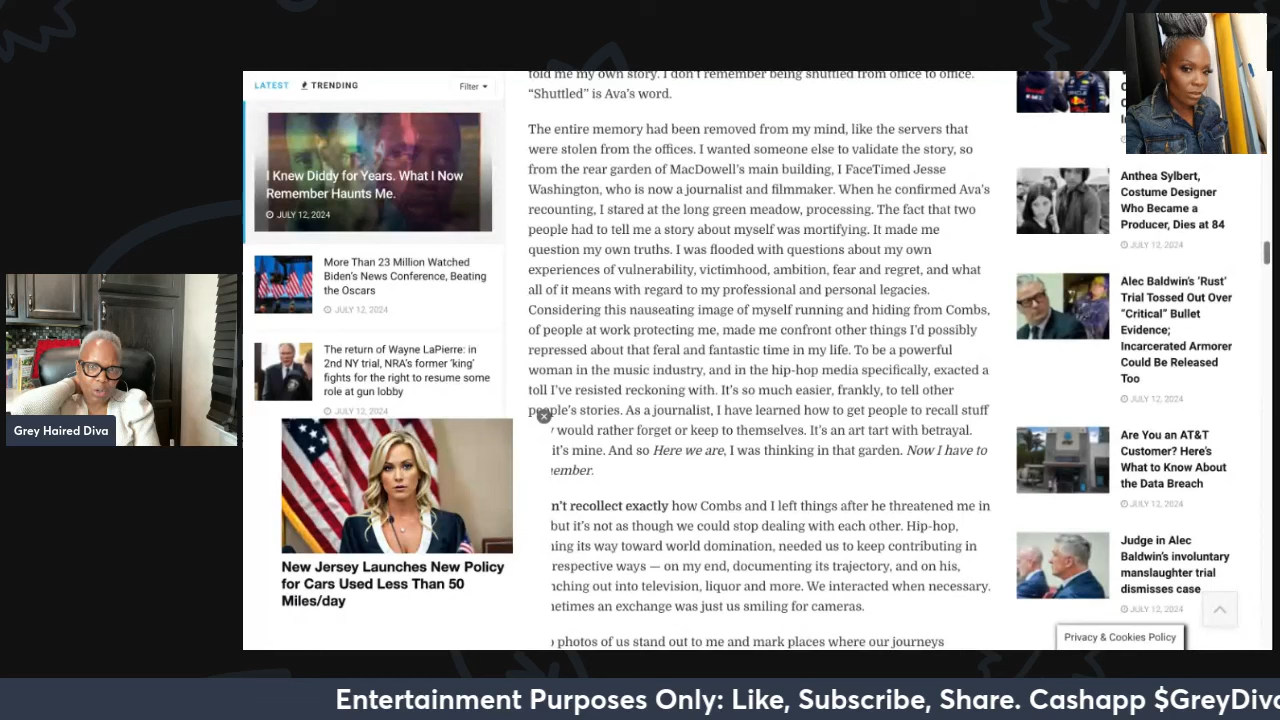 LATEST
TRENDING
Filter
I Knew Diddy for Years. What I Now
Remember Haunts Me.
JULY 12, 2024
More Than 23 Million Watched
Biden's News Conference, Beating
the Oscars
JULY 12, 2024
The return of Wayne LaPierre: in
2nd NY trial, NRA's former 'king'
fights for the right to resume some
role at gun lobby
JULY 12, 2024
New Jersey Launches New Policy
for Cars Used Less Than 50
Miles/day
told me my own story. I don't remember being shuttled from office to office.
“Shuttled” is Ava's word.
The entire memory had been removed from my mind, like the servers that
were stolen from the offices. I wanted someone else to validate the story, so
from the rear garden of MacDowell's main building, I FaceTimed Jesse
Washington, who is now a journalist and filmmaker. When he confirmed Ava's
recounting, I stared at the long green meadow, processing. The fact that two
people had to tell me a story about myself was mortifying. It made me
question my own truths. I was flooded with questions about my own
experiences of vulnerability, victimhood, ambition, fear and regret, and what
all of it means with regard to my professional and personal legacies.
Considering this nauseating image of myself running and hiding from Combs,
of people at work protecting me, made me confront other things I'd possibly
repressed about that feral and fantastic time in my life. To be a powerful
woman in the music industry, and in the hip-hop media specifically, exacted a
toll I've resisted reckoning with. It's so much easier, frankly, to tell other
people's stories. As a journalist, I have learned how to get people to recall stuff
would rather forget or keep to themselves. It's an art tart with betrayal.
it's mine. And so Here we are, I was thinking in that garden. Now I have to
ember.
n't recollect exactly how Combs and I left things after he threatened me in
but it's not as though we could stop dealing with each other. Hip-hop,
ning its way toward world domination, needed us to keep contributing in
respective ways — on my end, documenting its trajectory, and on his,
nching out into television, liquor and more. We interacted when necessary.
netimes an exchange was just us smiling for cameras.
photos of us stand out to me and mark places where our journeys
Anthea Sylbert,
Costume Designer
Who Became a
Producer, Dies at 84
JULY 12, 2024
Alec Baldwin's 'Rust'
Trial Tossed Out Over
“Critical” Bullet
Evidence;
Incarcerated Armorer
Could Be Released
Too
JULY 12, 2024
Are You an AT&T
Customer? Here's
What to Know About
the Data Breach
JULY 12, 2024
Judge in Alec
Baldwin's involuntary
manslaughter trial
dismisses case
JULY 12, 2024
Privacy & Cookies Policy
Grey Haired Diva
Entertainment Purposes Only: Like, Subscribe, Share. Cashapp $GreyDiva